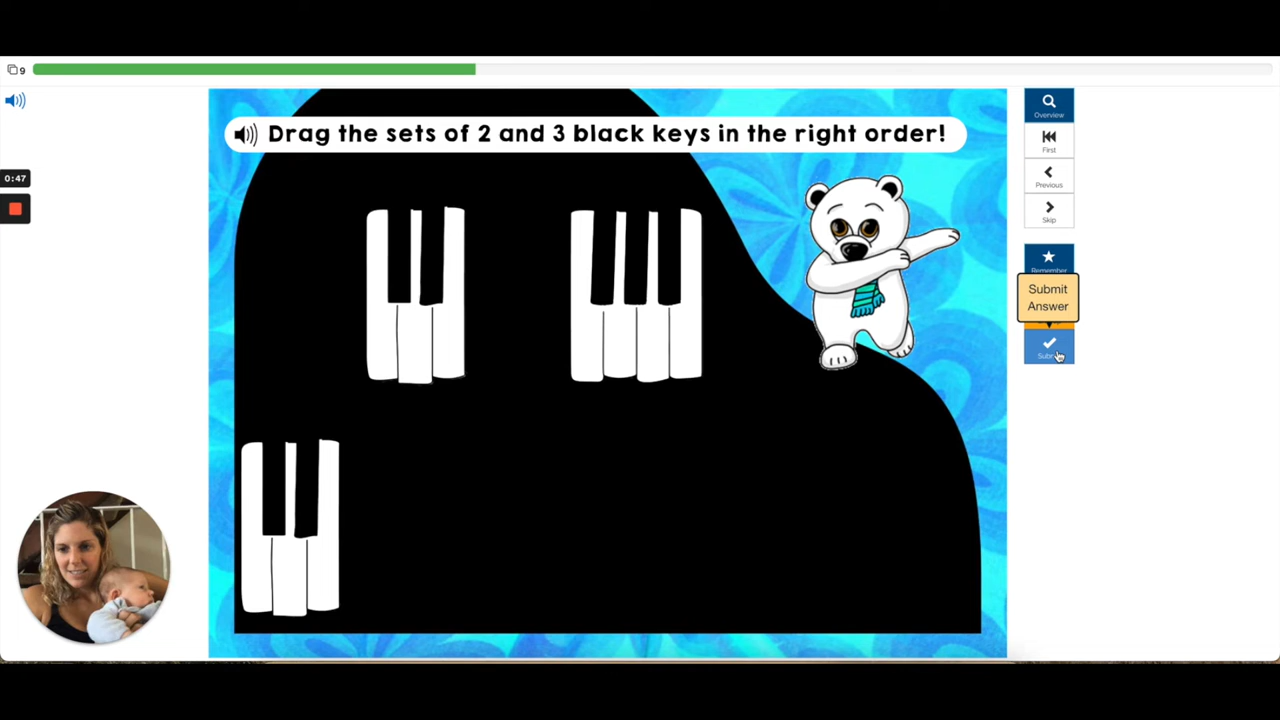 9
Overview
Drag the sets of 2 and 3 black keys in the right order!
First
0:47
Previous
Skip
Remember
Submit
Answer